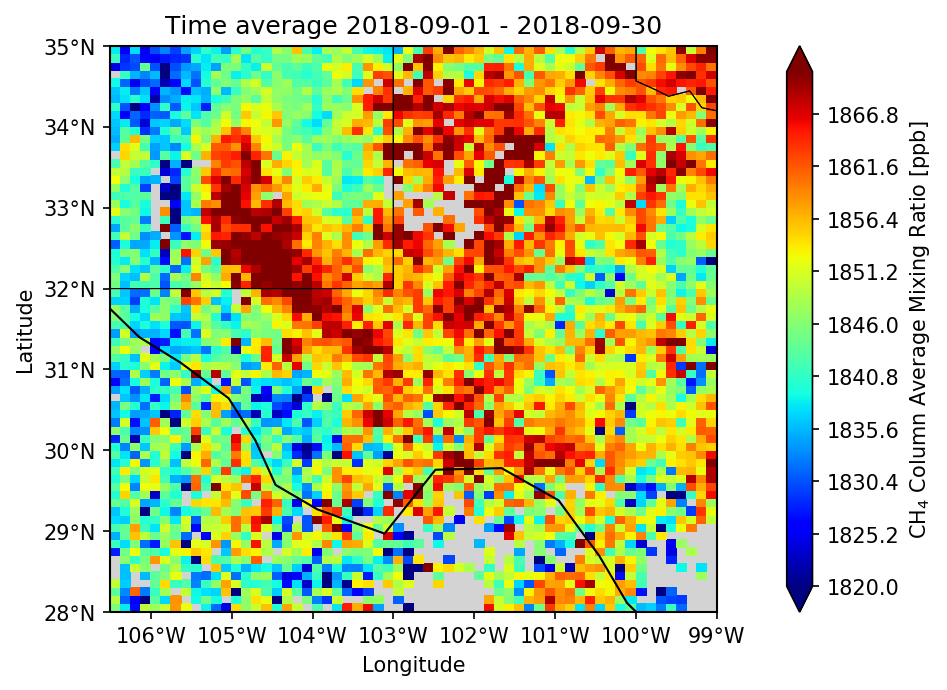 Time average 2018-09-01 - 2018-09-30
35°N
34°N
33°N
32°N
31°N
30°N
29°N
28°N
Latitude
106°W 105°W 104°W 103°W 102°W 101°W 100°W 99°W
Longitude
1866.8
1861.6
1856.4
1851.2
1846.0
1840.8
1835.6
1830.4
1825.2
1820.0
CH₄ Column Average Mixing Ratio [ppb]